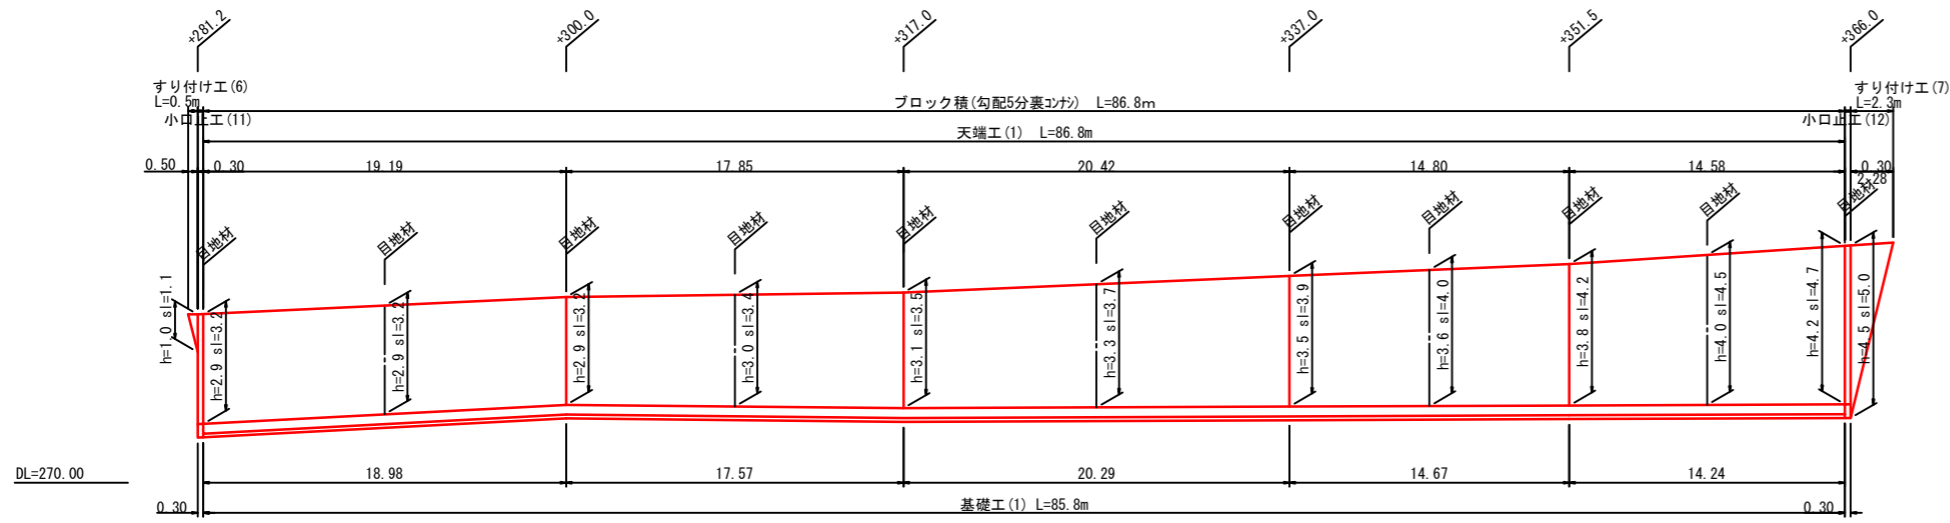 +281.2
+300.0
+317.0
+337.0
+351.5
+366.0
すり付け工(6)
L=0.5m
小口止工(11)
ブロック積(勾配5分裏コンナシ) L=86.8m
すり付け工(7)
L=2.3m
小口止工(12)
天端工(1) L=86.8m
0.50
0.30
19.19
17.85
20.42
14.80
14.58
0.30
2.28
目地材
目地材
目地材
目地材
目地材
目地材
目地材
目地材
目地材
目地材
目地材
h=1.0 sl=1.1
h=2.9 sl=3.2
h=2.9 sl=3.2
h=2.9 sl=3.2
h=3.0 sl=3.4
h=3.1 sl=3.5
h=3.3 sl=3.7
h=3.5 sl=3.9
h=3.6 sl=4.0
h=3.8 sl=4.2
h=4.0 sl=4.5
h=4.2 sl=4.7
h=4.5 sl=5.0
DL=270.00
18.98
17.57
20.29
14.67
14.24
0.30
基礎工(1) L=85.8m
0.30